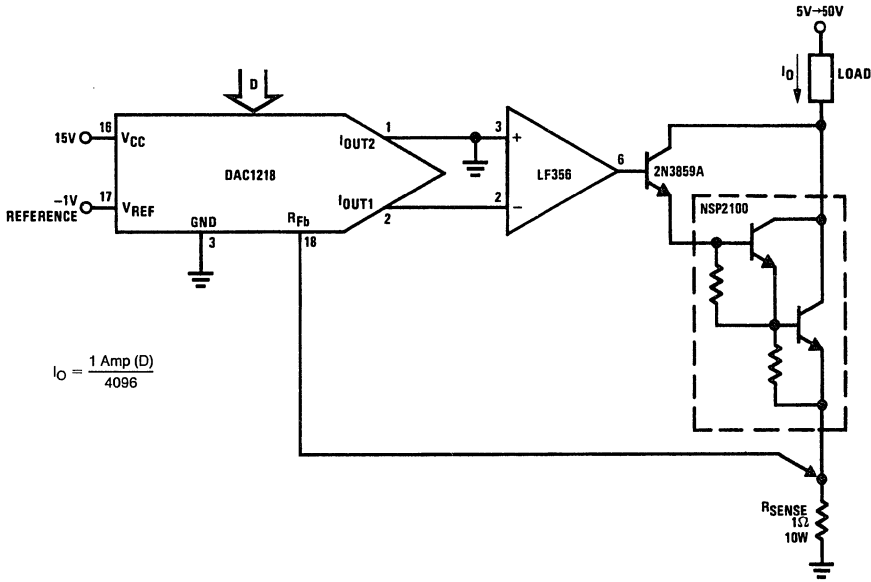 5V→50V
IO
LOAD
D
16
15V
VCC
1
IOUT2
3
+
DAC1218
LF356
6
2N3859A
17
-1V
REFERENCE
VREF
IOUT1
2
2
−
NSP2100
GND
RFb
3
18
IO = 1 Amp (D)
4096
RSENSE
1Ω
10W